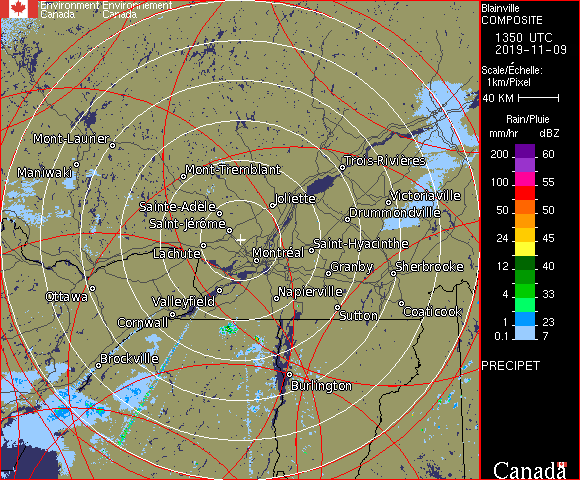 Environment Environnement
Canada Canada
Blainville
COMPOSITE
1350 UTC
2019-11-09
Scale/Échelle:
1km/Pixel
40 KM
Rain/Pluie
mm/hr dBZ
200 60
150 57
100 55
50 50
24 45
12 40
4 33
1 23
0.1 7
PRECIPET
Canada
Mont-Laurier
Maniwaki
Mont-Tremblant
Trois-Rivières
Joliette
Victoriaville
Sainte-Adèle
Drummondville
Saint-Jérôme
Lachute
Montréal
Saint-Hyacinthe
Granby
Sherbrooke
Ottawa
Valleyfield
Napierville
Cornwall
Sutton
Coaticook
Brockville
Burlington